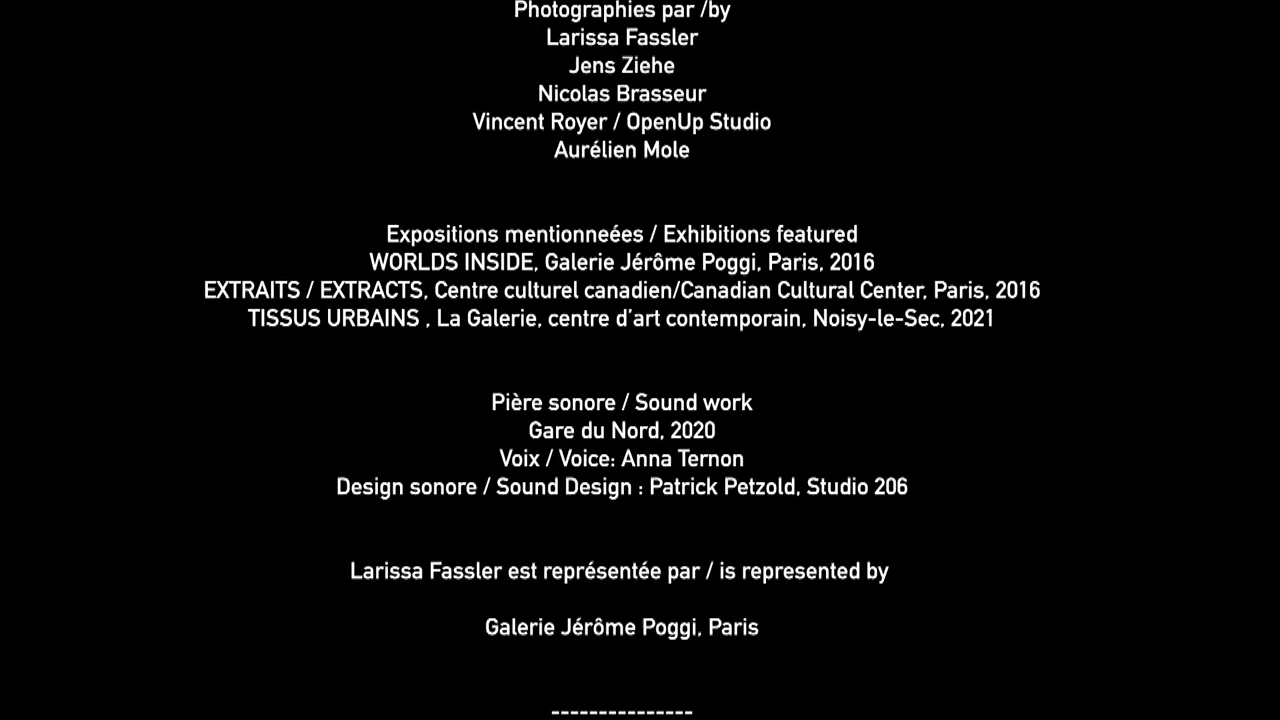 Photographies par /by
Larissa Fassler
Jens Ziehe
Nicolas Brasseur
Vincent Royer / OpenUp Studio
Aurélien Mole
Expositions mentionneées / Exhibitions featured
WORLDS INSIDE, Galerie Jérôme Poggi, Paris, 2016
EXTRAITS / EXTRACTS, Centre culturel canadien/Canadian Cultural Center, Paris, 2016
TISSUS URBAINS , La Galerie, centre d'art contemporain, Noisy-le-Sec, 2021
Pière sonore / Sound work
Gare du Nord, 2020
Voix / Voice: Anna Ternon
Design sonore / Sound Design : Patrick Petzold, Studio 206
Larissa Fassler est représentée par / is represented by
Galerie Jérôme Poggi, Paris
---------------